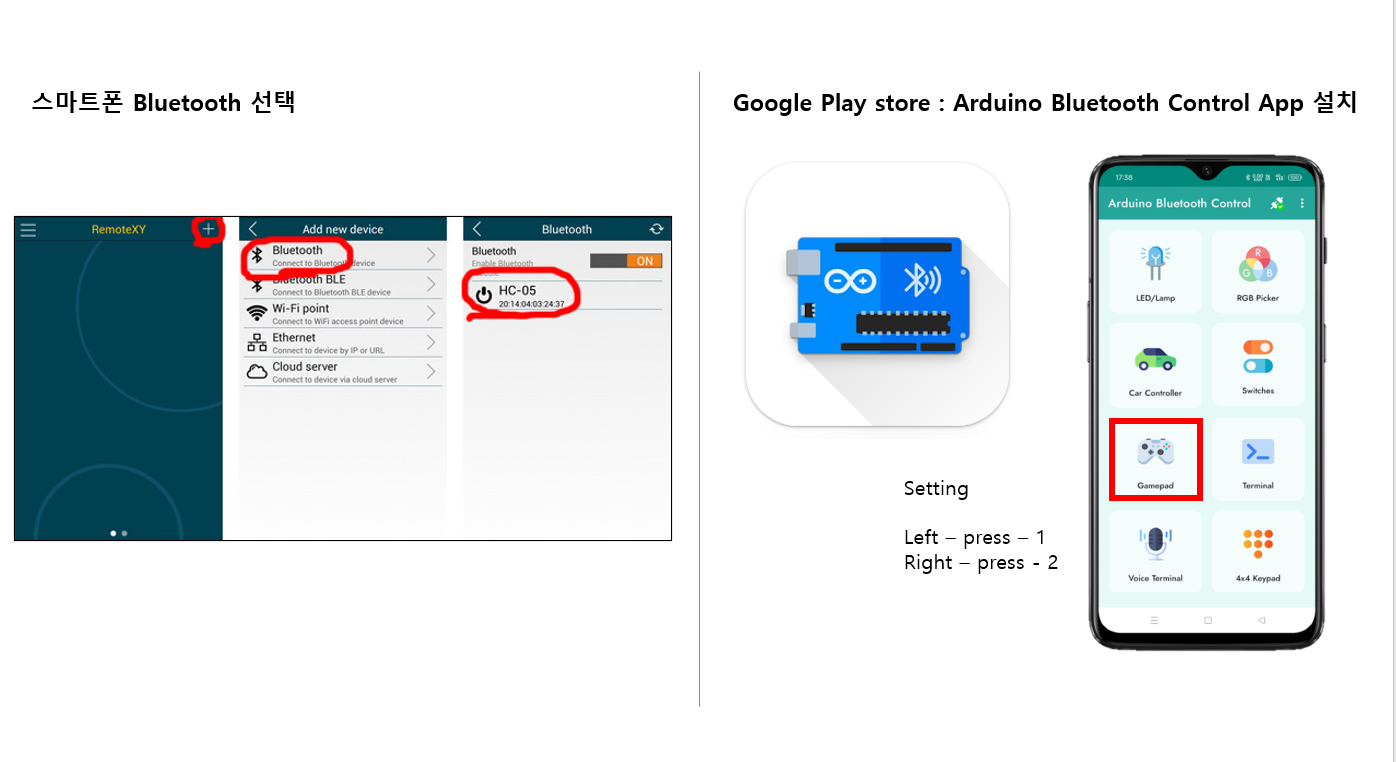 스마트폰 Bluetooth 선택
RemoteXY
Add new device
Bluetooth
Connect to Bluetooth device
Bluetooth BLE
Connect to Bluetooth BLE device
Wi-Fi point
Connect to WiFi access point device
Ethernet
Connect to device by IP or URL
Cloud server
Connect to device via cloud server
Bluetooth
Bluetooth
Enable Bluetooth
module
ON
HC-05
20:14:04:03:24:37
Google Play store : Arduino Bluetooth Control App 설치
Setting
Left – press – 1
Right – press - 2
17:38
Arduino Bluetooth Control
LED/Lamp
R
G
B
RGB Picker
Car Controller
Switches
Gamepad
Terminal
Voice Terminal
4x4 Keypad